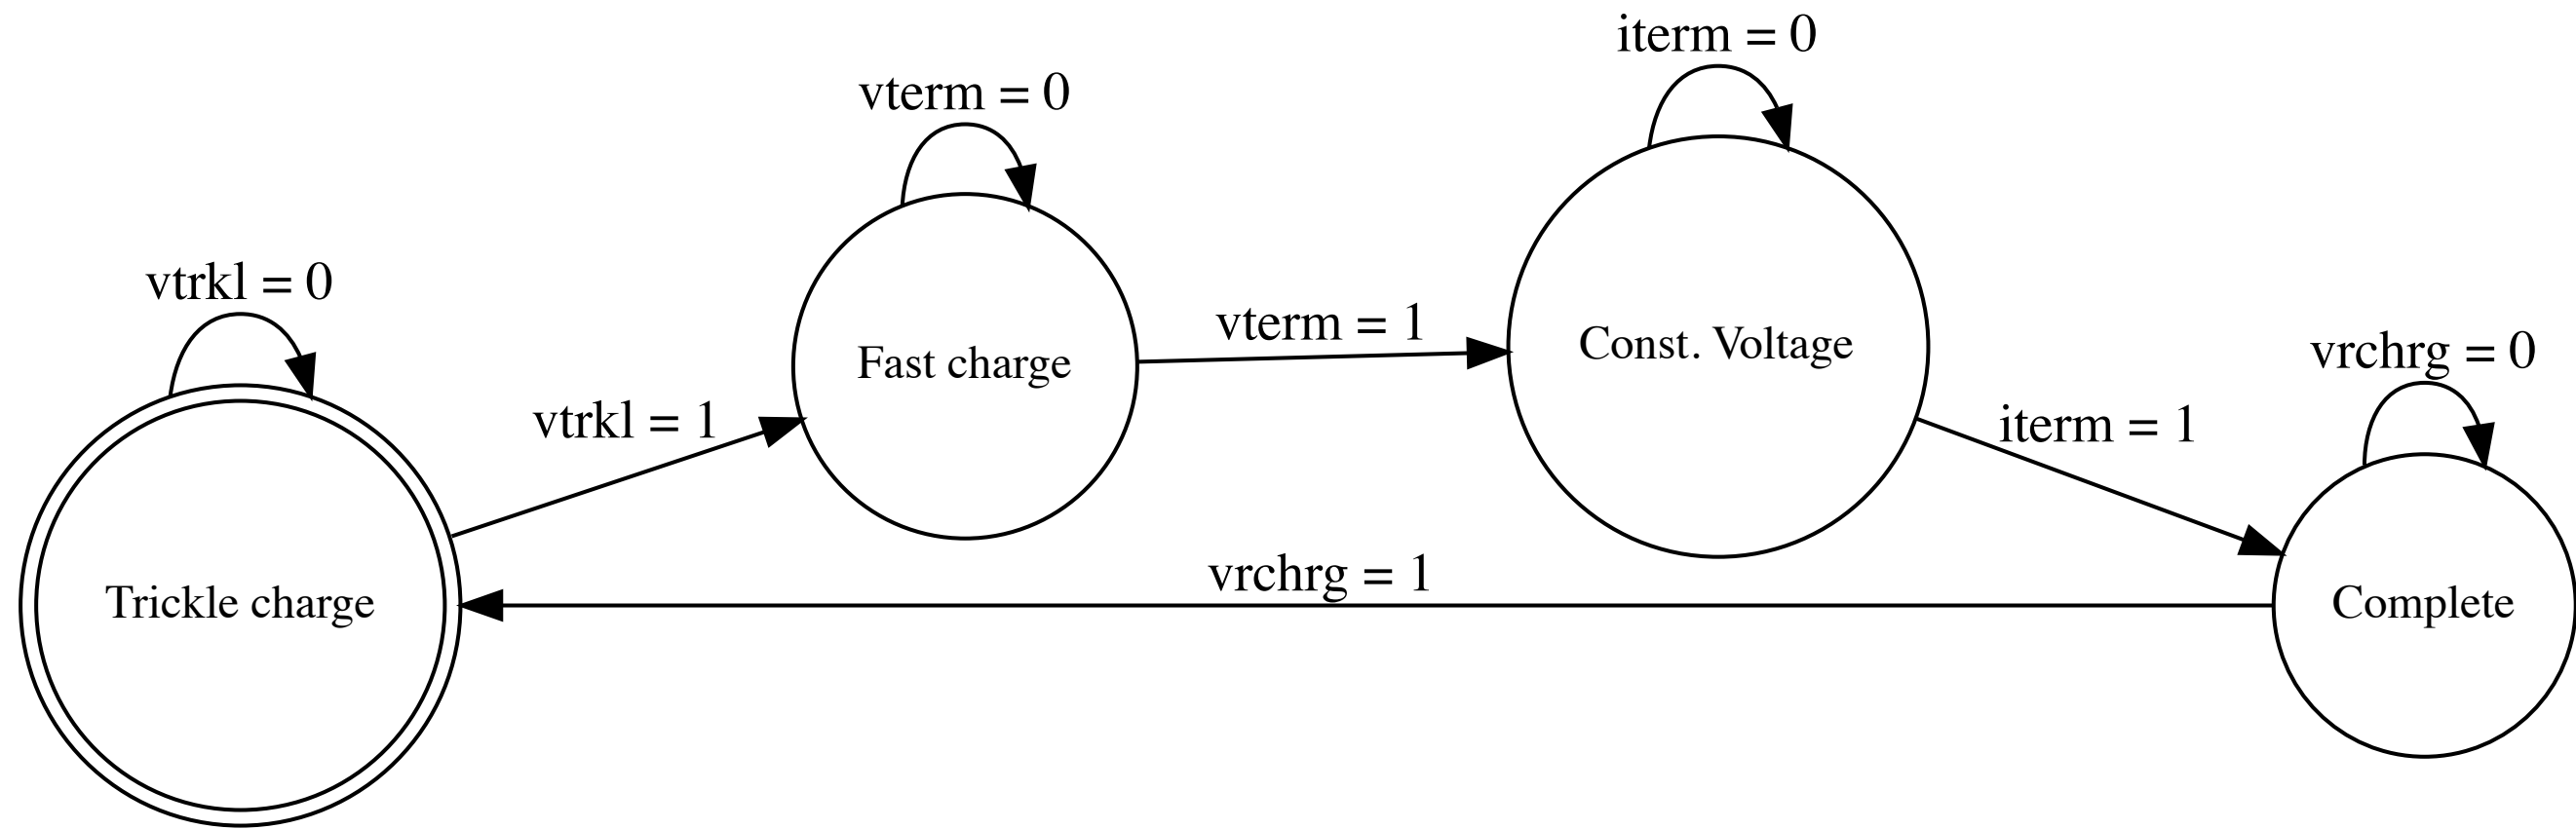 iterm = 0
vterm = 0
vtrkl = 0
vterm = 1
Const. Voltage
vrchrg = 0
Fast charge
vtrkl = 1
iterm = 1
vrchrg = 1
Trickle charge
Complete